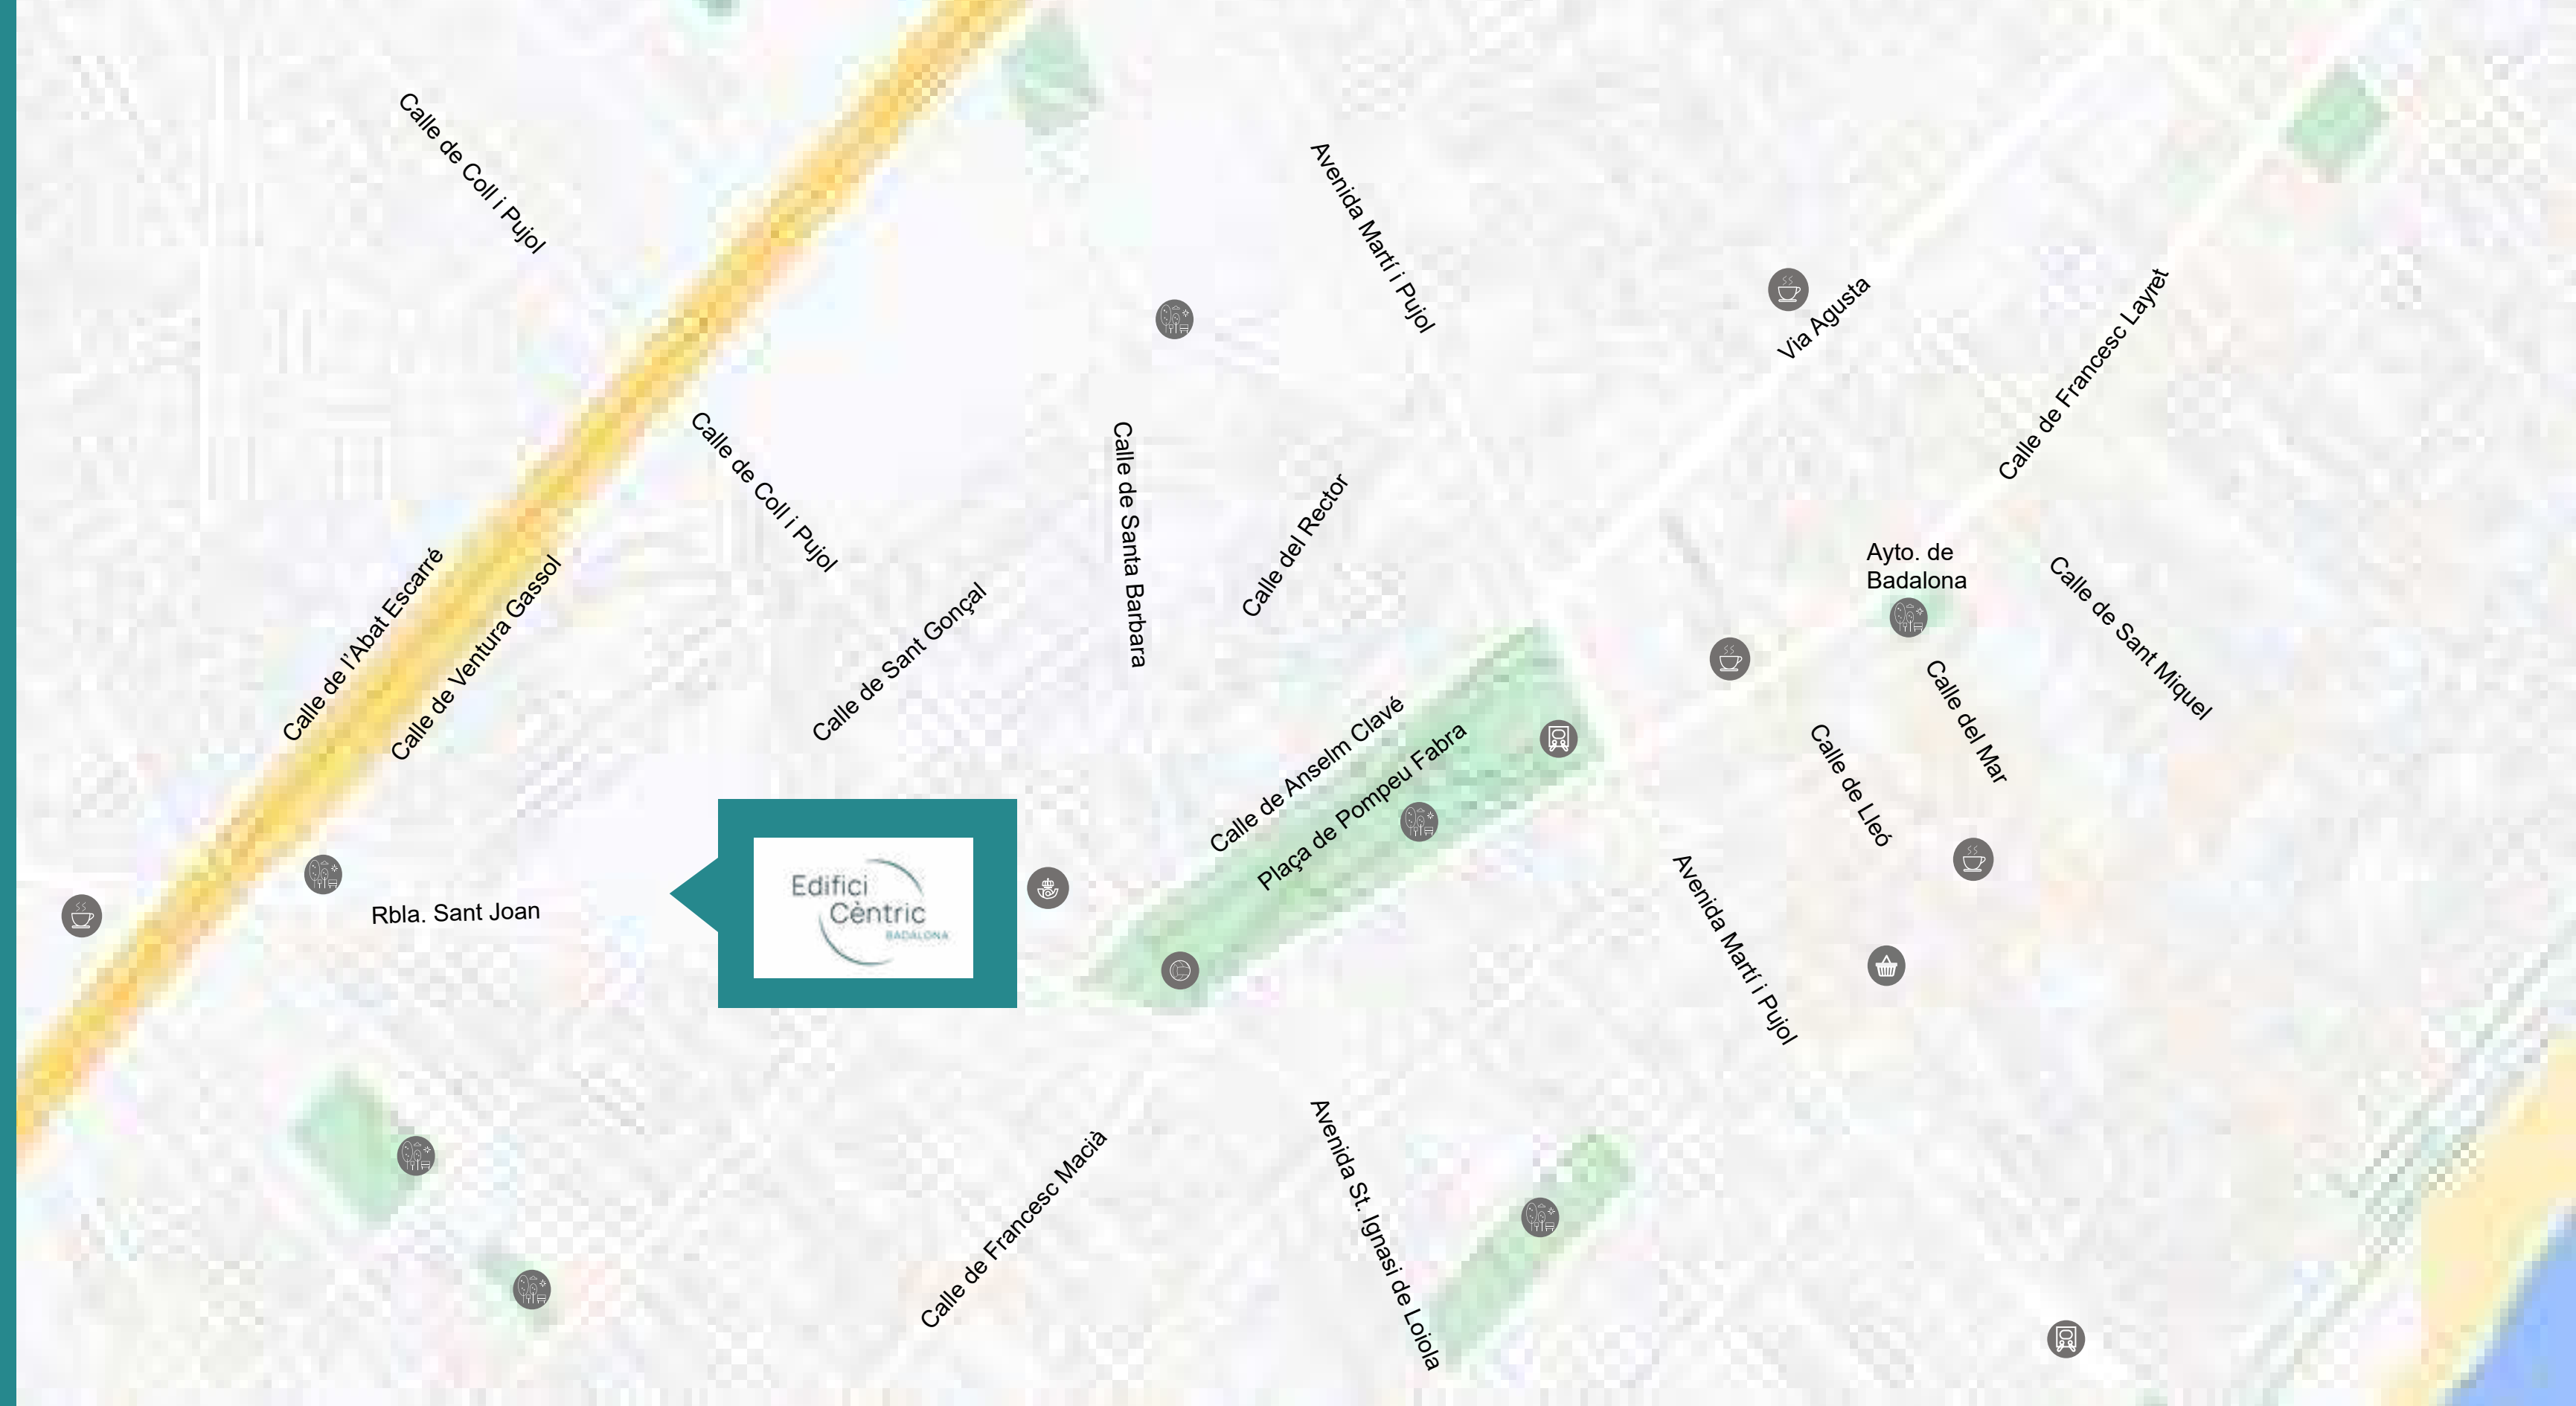 Calle de Coll i Pujol
Avenida Martí i Pujol
Via Agusta
Calle de Francesc Layret
Calle de Coll i Pujol
Calle de Santa Barbara
Calle del Rector
Calle de l'Abat Escarré
Calle de Ventura Gassol
Calle de Sant Gonçal
Ayto. de
Badalona
Calle de Sant Miquel
Calle del Mar
Calle de Lleó
Calle de Anselm Clavé
Plaça de Pompeu Fabra
Avenida Martí i Pujol
Rbla. Sant Joan
Edifici
Cèntric
BADALONA
Calle de Francesc Macià
Avenida St. Ignasi de Loiola